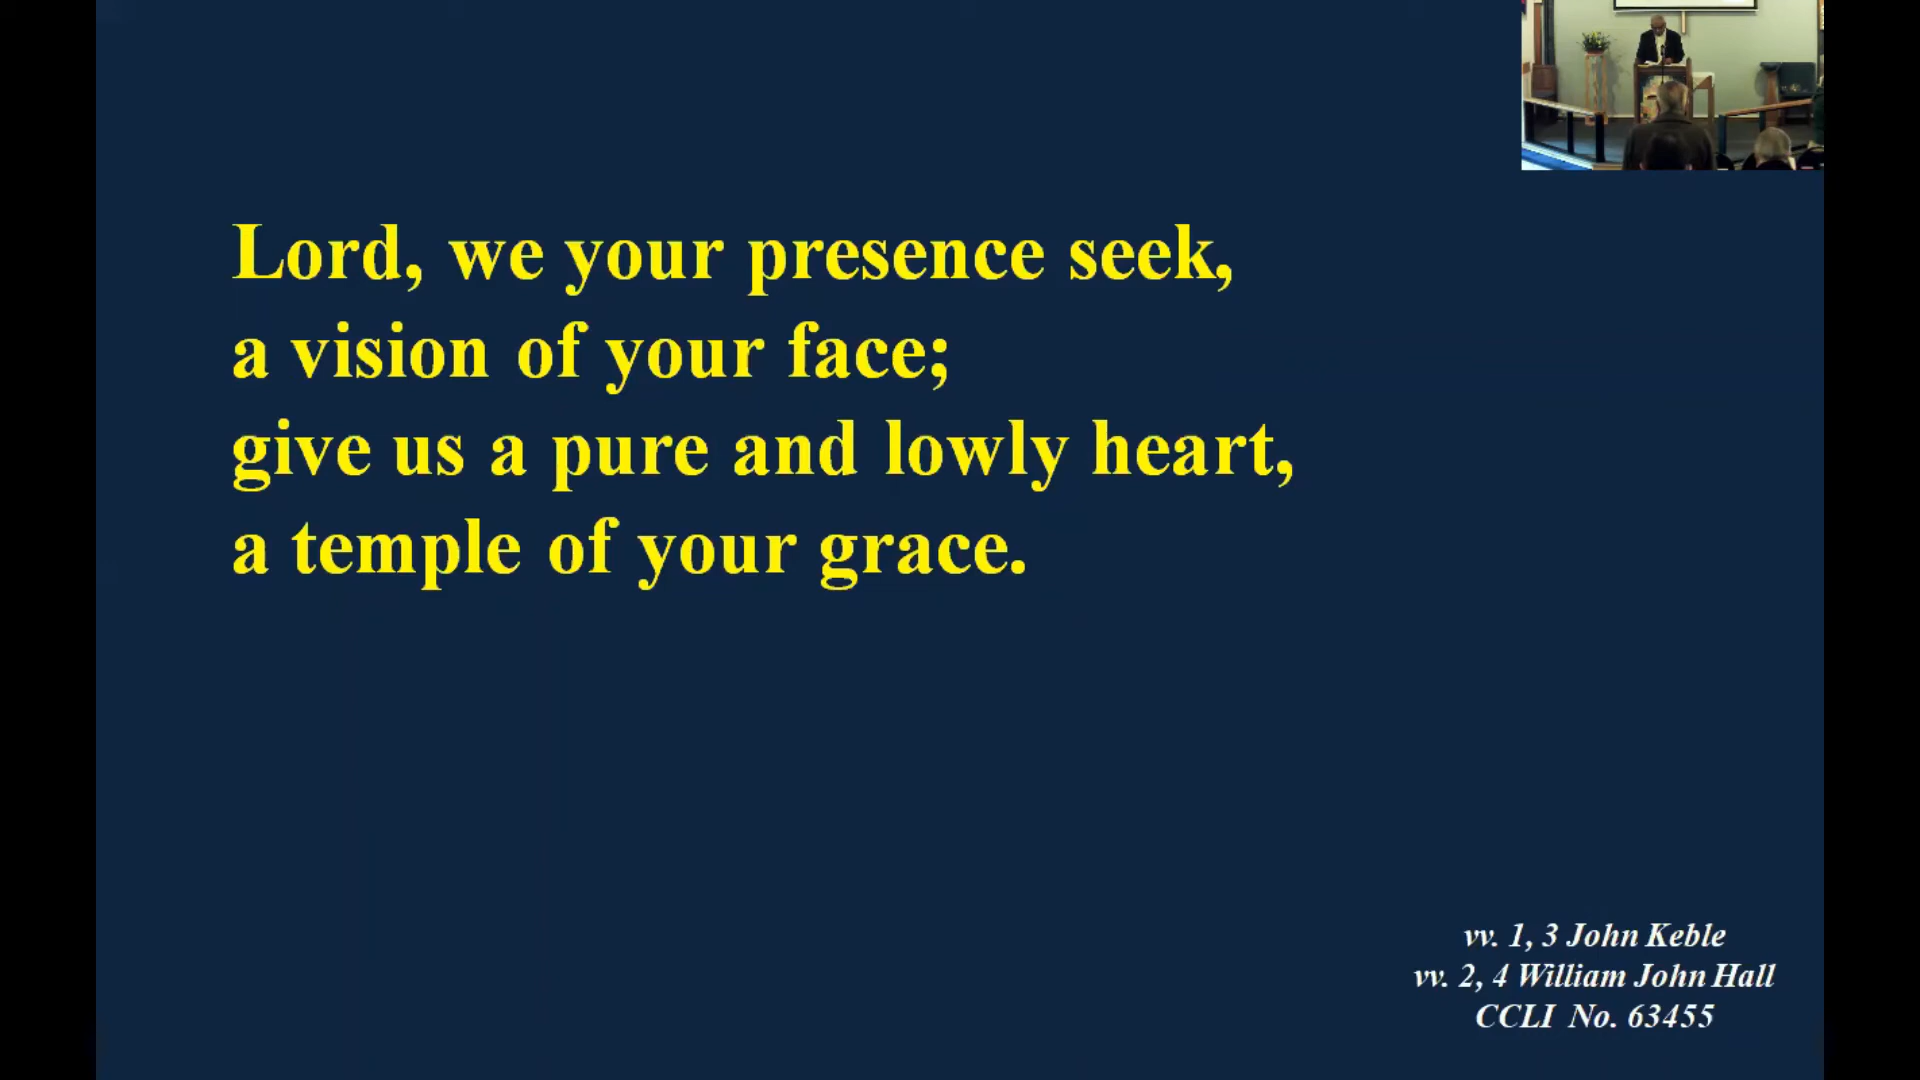 Lord, we your presence seek,
a vision of your face;
give us a pure and lowly heart,
a temple of your grace.
vv. 1, 3 John Keble
vv. 2, 4 William John Hall
CCLI No. 63455